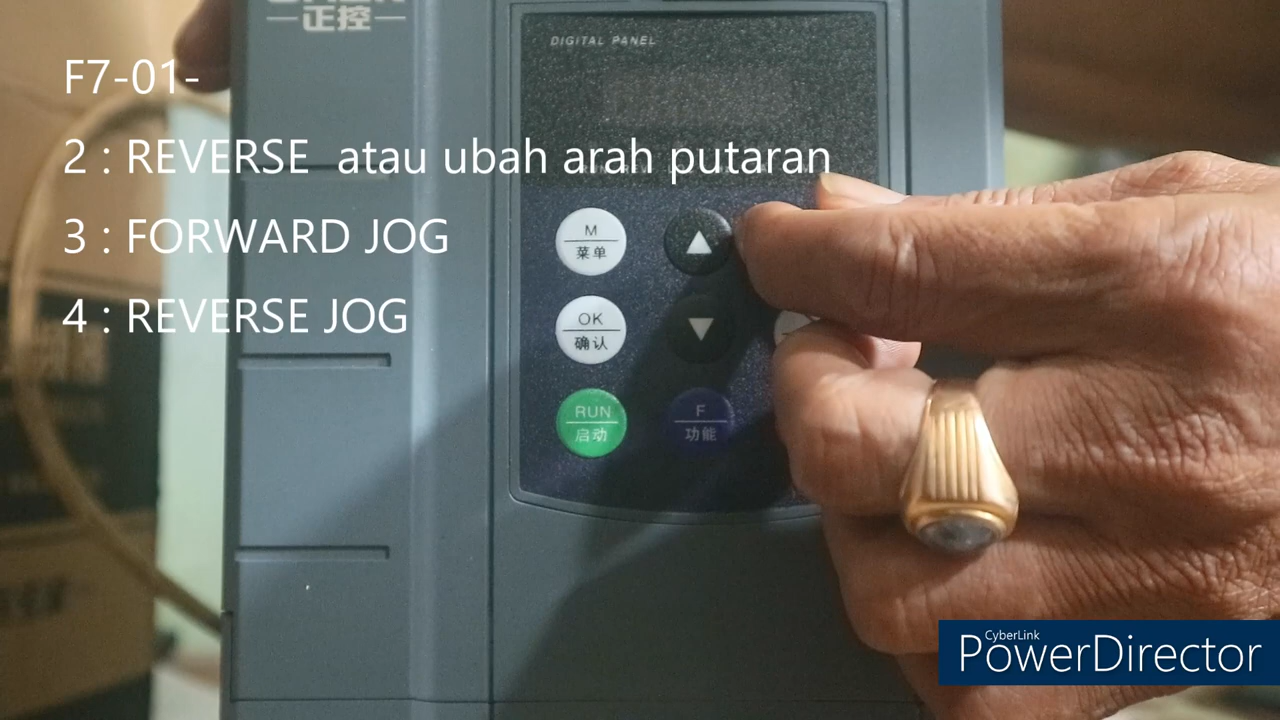 正控
DIGITAL PANEL
F7-01-
2 : REVERSE atau ubah arah putaran
3 : FORWARD JOG
4 : REVERSE JOG
M
菜单
OK
确认
RUN
启动
F
功能
CyberLink
PowerDirector